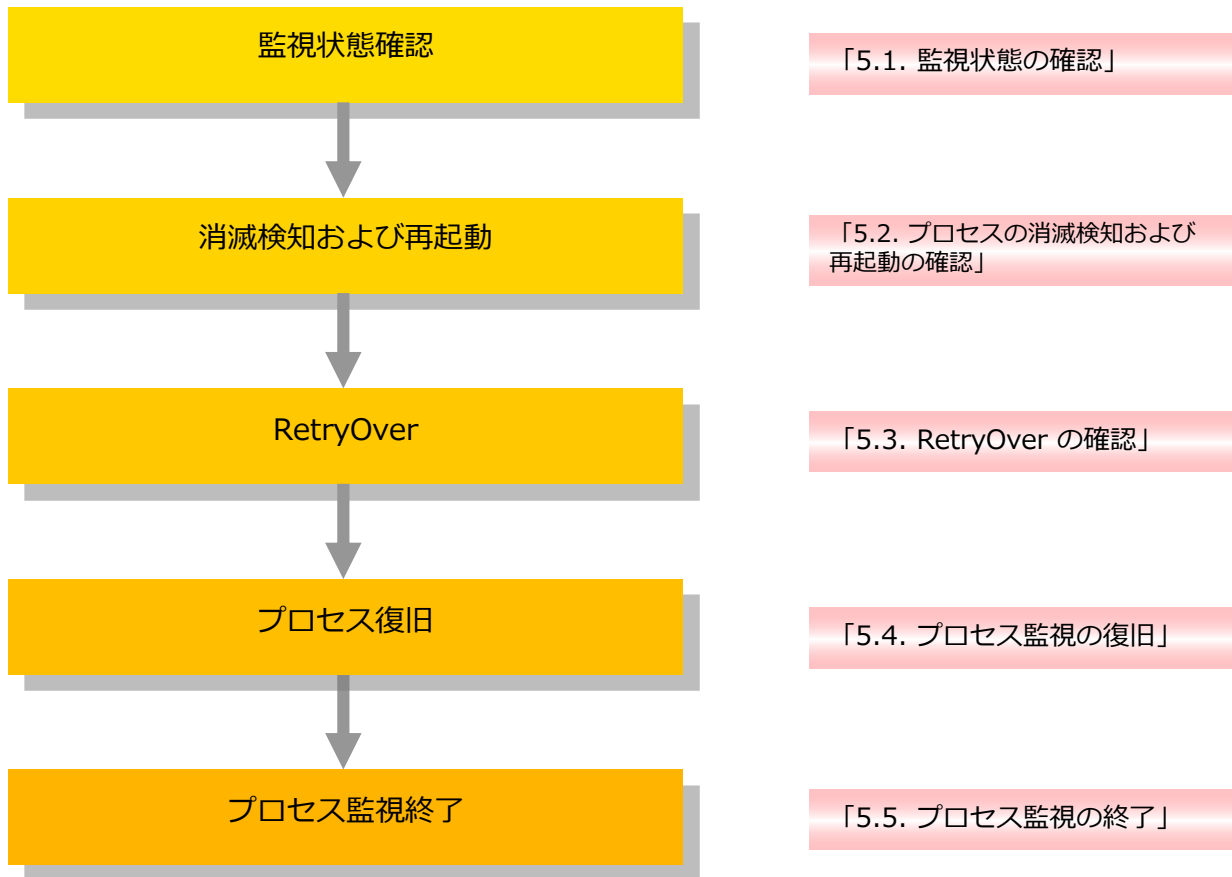 監視状態確認
「5.1. 監視状態の確認」
消滅検知および再起動
「5.2. プロセスの消滅検知および
再起動の確認」
RetryOver
「5.3. RetryOver の確認」
プロセス復旧
「5.4. プロセス監視の復旧」
プロセス監視終了
「5.5. プロセス監視の終了」